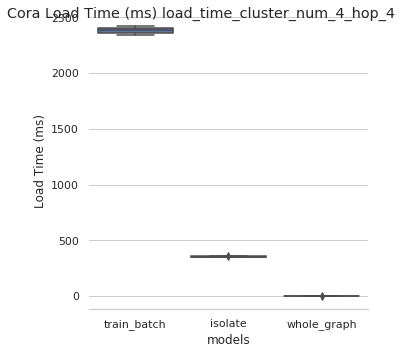 Cora Load Time (ms) load_time_cluster_num_4_hop_4
2500
2000
1500
1000
500
0
Load Time (ms)
train_batch isolate whole_graph
models